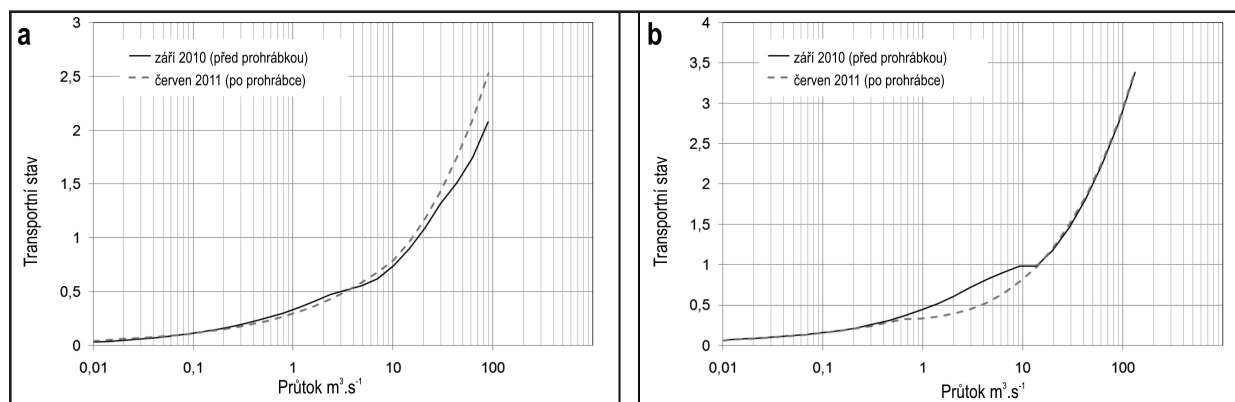 a
září 2010 (před prohrábkou)
červen 2011 (po prohrábce)
Transportní stav
3
2,5
2
1,5
1
0,5
0
0,01 0,1 1 10 100
Průtok m³.s⁻¹
b
září 2010 (před prohrábkou)
červen 2011 (po prohrábce)
Transportní stav
4
3,5
3
2,5
2
1,5
1
0,5
0
0,01 0,1 1 10 100
Průtok m³.s⁻¹